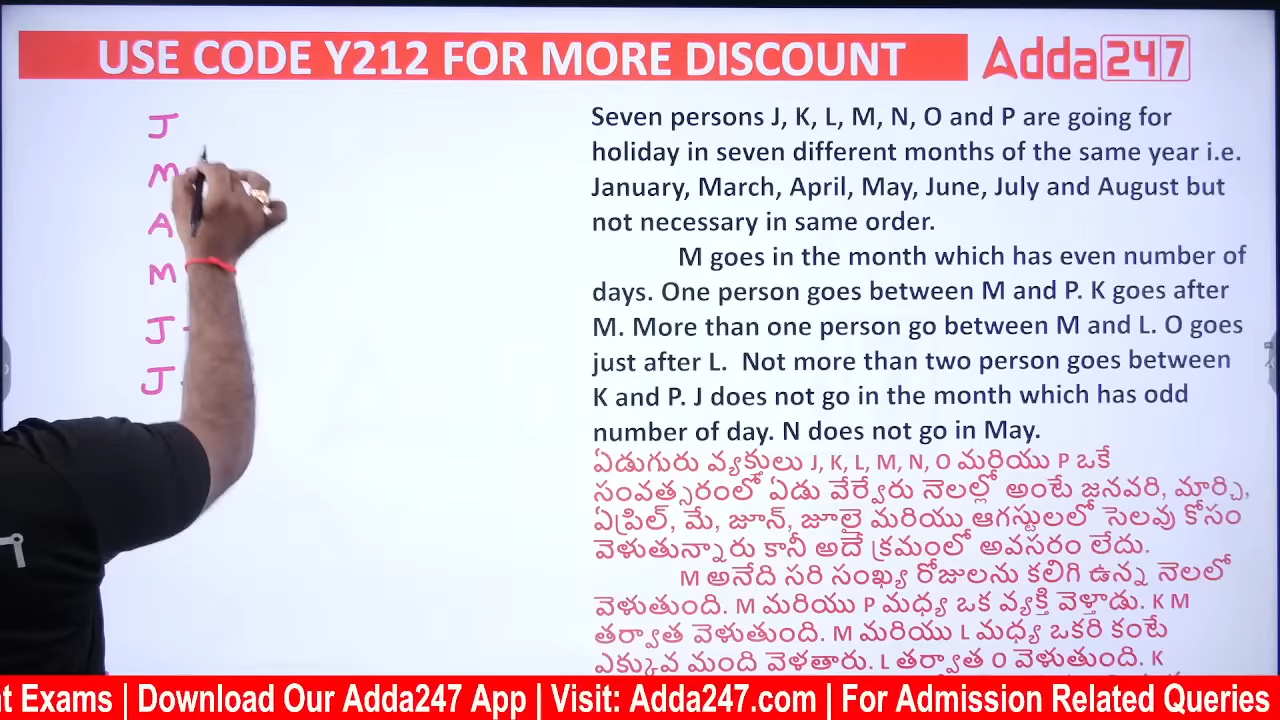 USE CODE Y212 FOR MORE DISCOUNT
Adda247
J
M
A
M
J
J
Seven persons J, K, L, M, N, O and P are going for
holiday in seven different months of the same year i.e.
January, March, April, May, June, July and August but
not necessary in same order.
M goes in the month which has even number of
days. One person goes between M and P. K goes after
M. More than one person go between M and L. O goes
just after L. Not more than two person goes between
K and P. J does not go in the month which has odd
number of day. N does not go in May.
ఏడుగురు వ్యక్తులు J, K, L, M, N, O మరియు P ఒకే
సంవత్సరంలో ఏడు వేర్వేరు నెలల్లో అంటే జనవరి, మార్చి,
ఏప్రిల్, మే, జూన్, జూలై మరియు ఆగస్టులలో సెలవు కోసం
వెళుతున్నారు కానీ అదే క్రమంలో అవసరం లేదు.
M అనేది సరి సంఖ్య రోజులను కలిగి ఉన్న నెలలో
వెళుతుంది. M మరియు P మధ్య ఒక వ్యక్తి వెళ్తాడు. K M
తర్వాత వెళుతుంది. M మరియు L మధ్య ఒకరి కంటే
ఎక్కువ మంది వెళతారు. L తర్వాత O వెళుతుంది. K
nt Exams | Download Our Adda247 App | Visit: Adda247.com | For Admission Related Queries